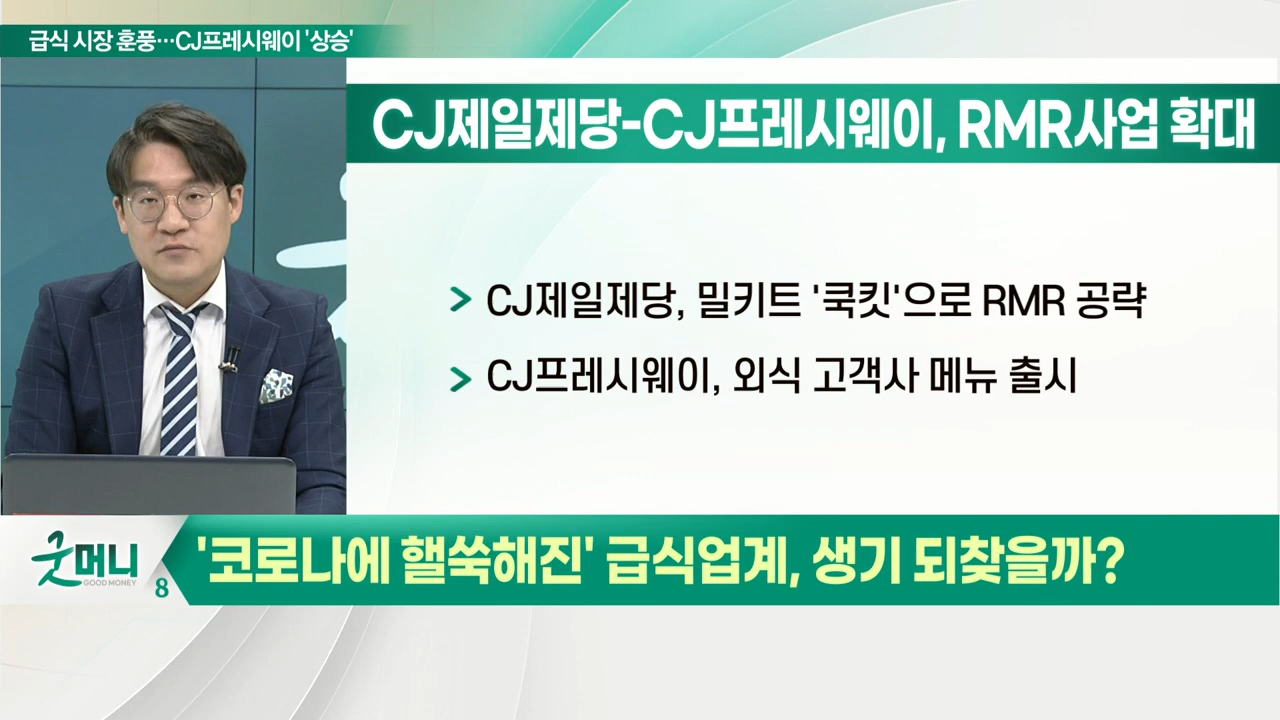 급식 시장 훈풍…CJ프레시웨이 '상승'
CJ제일제당-CJ프레시웨이, RMR사업 확대
> CJ제일제당, 밀키트 '쿡킷'으로 RMR 공략
> CJ프레시웨이, 외식 고객사 메뉴 출시
굿머니
GOOD MONEY
8
'코로나에 핼쑥해진' 급식업계, 생기 되찾을까?